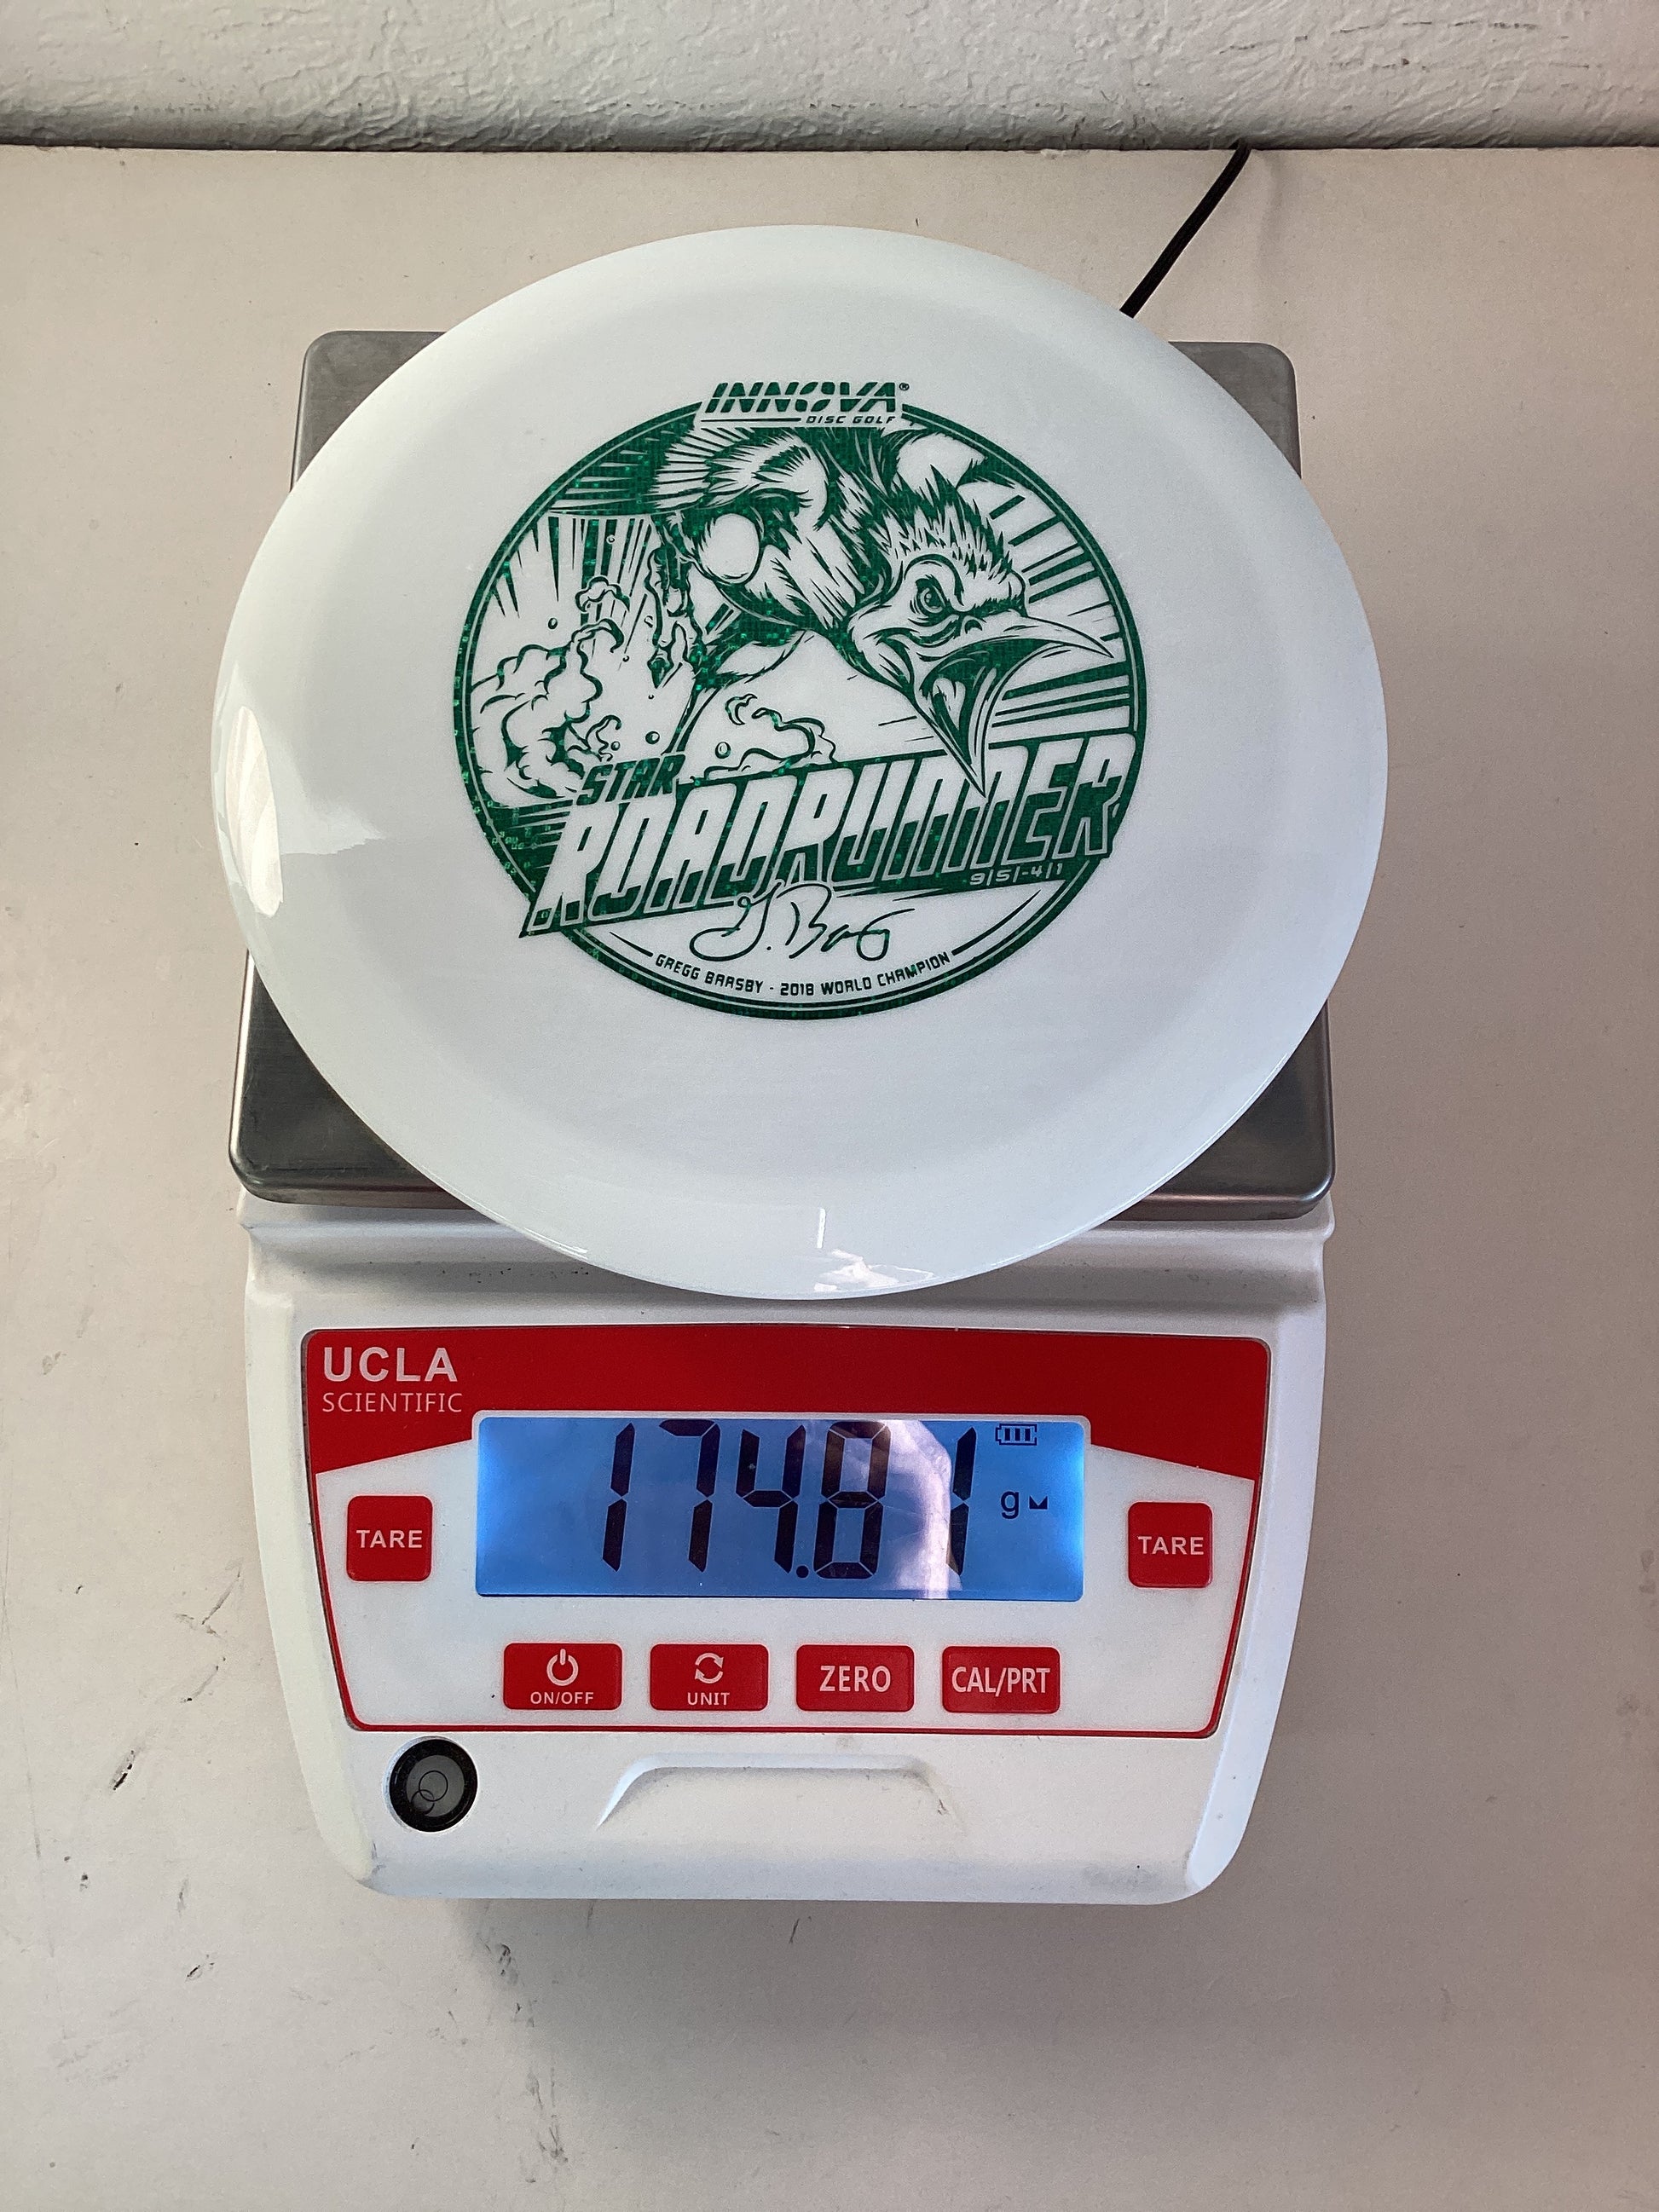 INNOVA®
DISC GOLF
STAR
ROADRUNNER
9|5|-4|1
G. Bar
GREGG BARSBY - 2018 WORLD CHAMPION
UCLA
SCIENTIFIC
174.81 g
TARE
TARE
ON/OFF
UNIT
ZERO
CAL/PRT